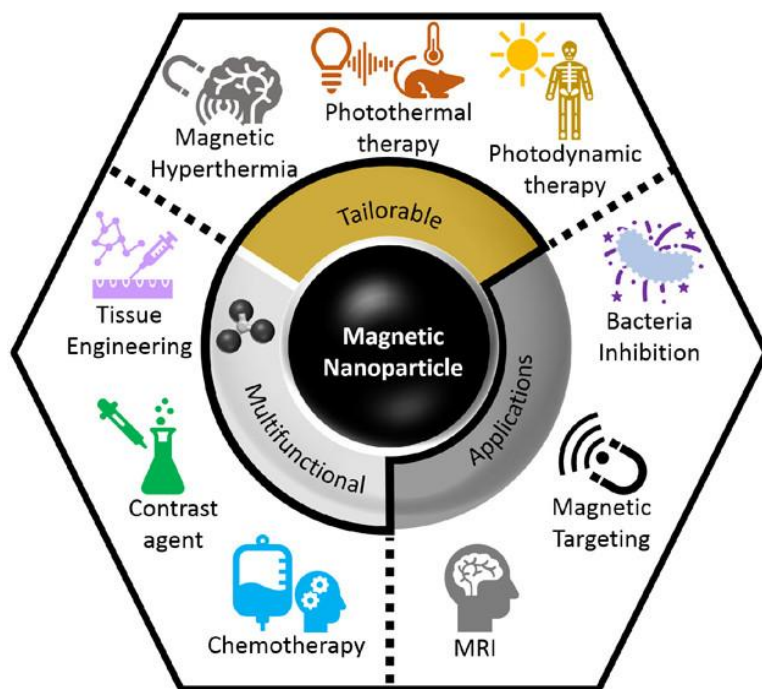 Magnetic
Hyperthermia
Photothermal
therapy
Photodynamic
therapy
Tailorable
Tissue
Engineering
Bacteria
Inhibition
Magnetic
Nanoparticle
Multifunctional
Applications
Contrast
agent
Magnetic
Targeting
Chemotherapy
MRI